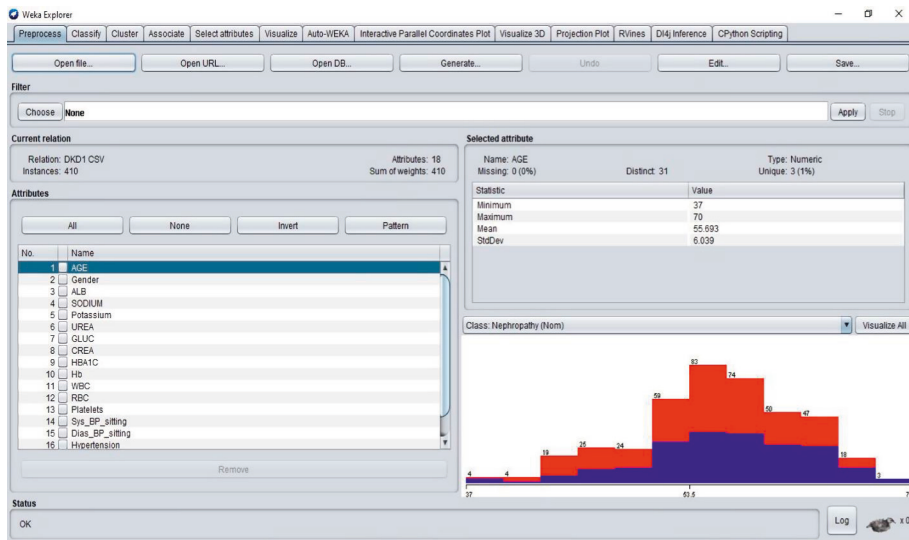 Weka Explorer
Preprocess Classify Cluster Associate Select attributes Visualize Auto-WEKA Interactive Parallel Coordinates Plot Visualize 3D Projection Plot RVines Dl4j Inference CPython Scripting
Open file... Open URL... Open DB... Generate... Undo Edit... Save...
Filter
Choose None Apply Stop
Current relation
Relation: DKD1 CSV Attributes: 18
Instances: 410 Sum of weights: 410
Attributes
All None Invert Pattern
No. Name
1 AGE
2 Gender
3 ALB
4 SODIUM
5 Potassium
6 UREA
7 GLUC
8 CREA
9 HBA1C
10 Hb
11 WBC
12 RBC
13 Platelets
14 Sys_BP_sitting
15 Dias_BP_sitting
16 Hypertension
Remove
Selected attribute
Name: AGE Type: Numeric
Missing: 0 (0%) Distinct: 31 Unique: 3 (1%)
Statistic Value
Minimum 37
Maximum 70
Mean 55.693
StdDev 6.039
Class: Nephropathy (Nom) Visualize All
4 4 19 25 24 59 83 74 50 47 18 3
37 53.5 7
Status
OK Log x 0